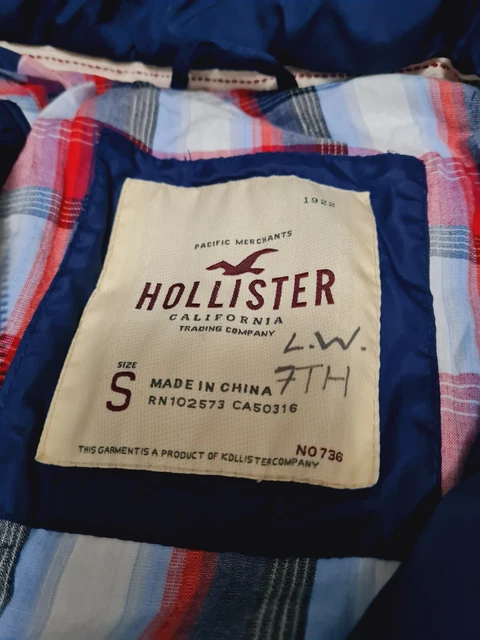 1922
PACIFIC MERCHANTS
HOLLISTER
CALIFORNIA
TRADING COMPANY
L.W.
7TH
SIZE
S
MADE IN CHINA
RN102573 CA50316
NO736
THIS GARMENT IS A PRODUCT OF KOLLISTERCOMPANY